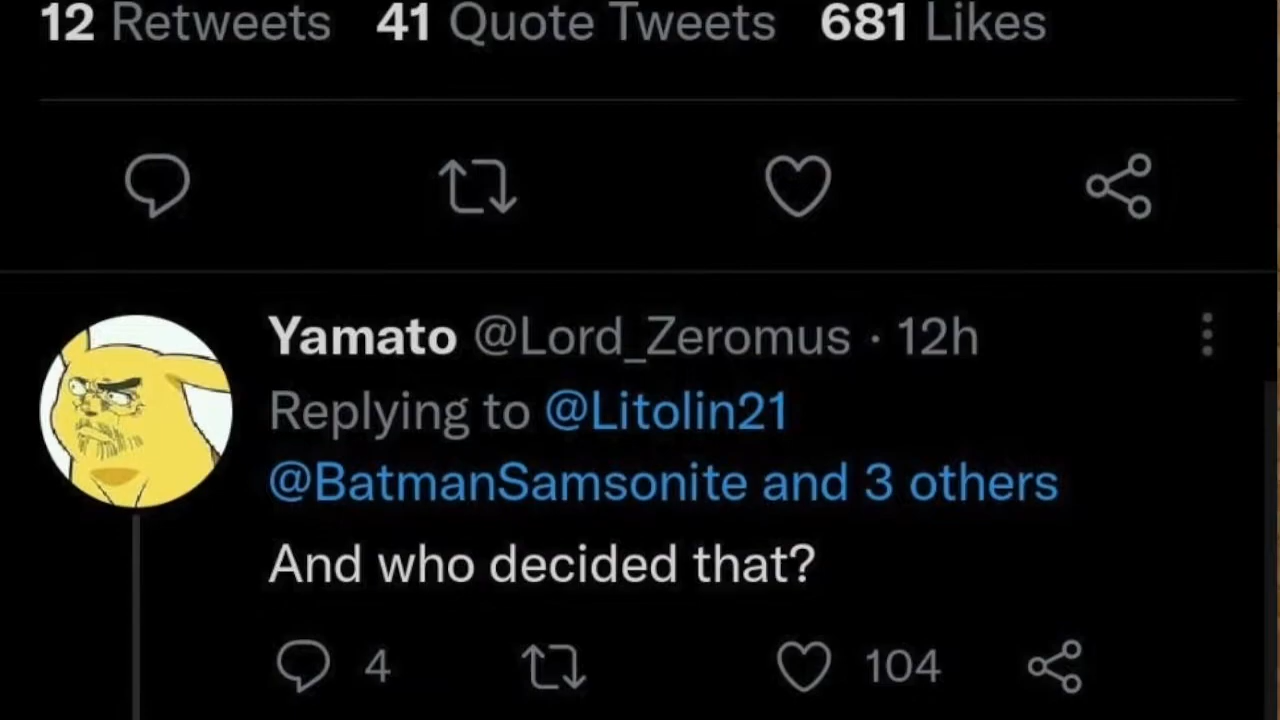 12 Retweets 41 Quote Tweets 681 Likes
Yamato @Lord_Zeromus · 12h
Replying to @Litolin21
@BatmanSamsonite and 3 others
And who decided that?
4 104